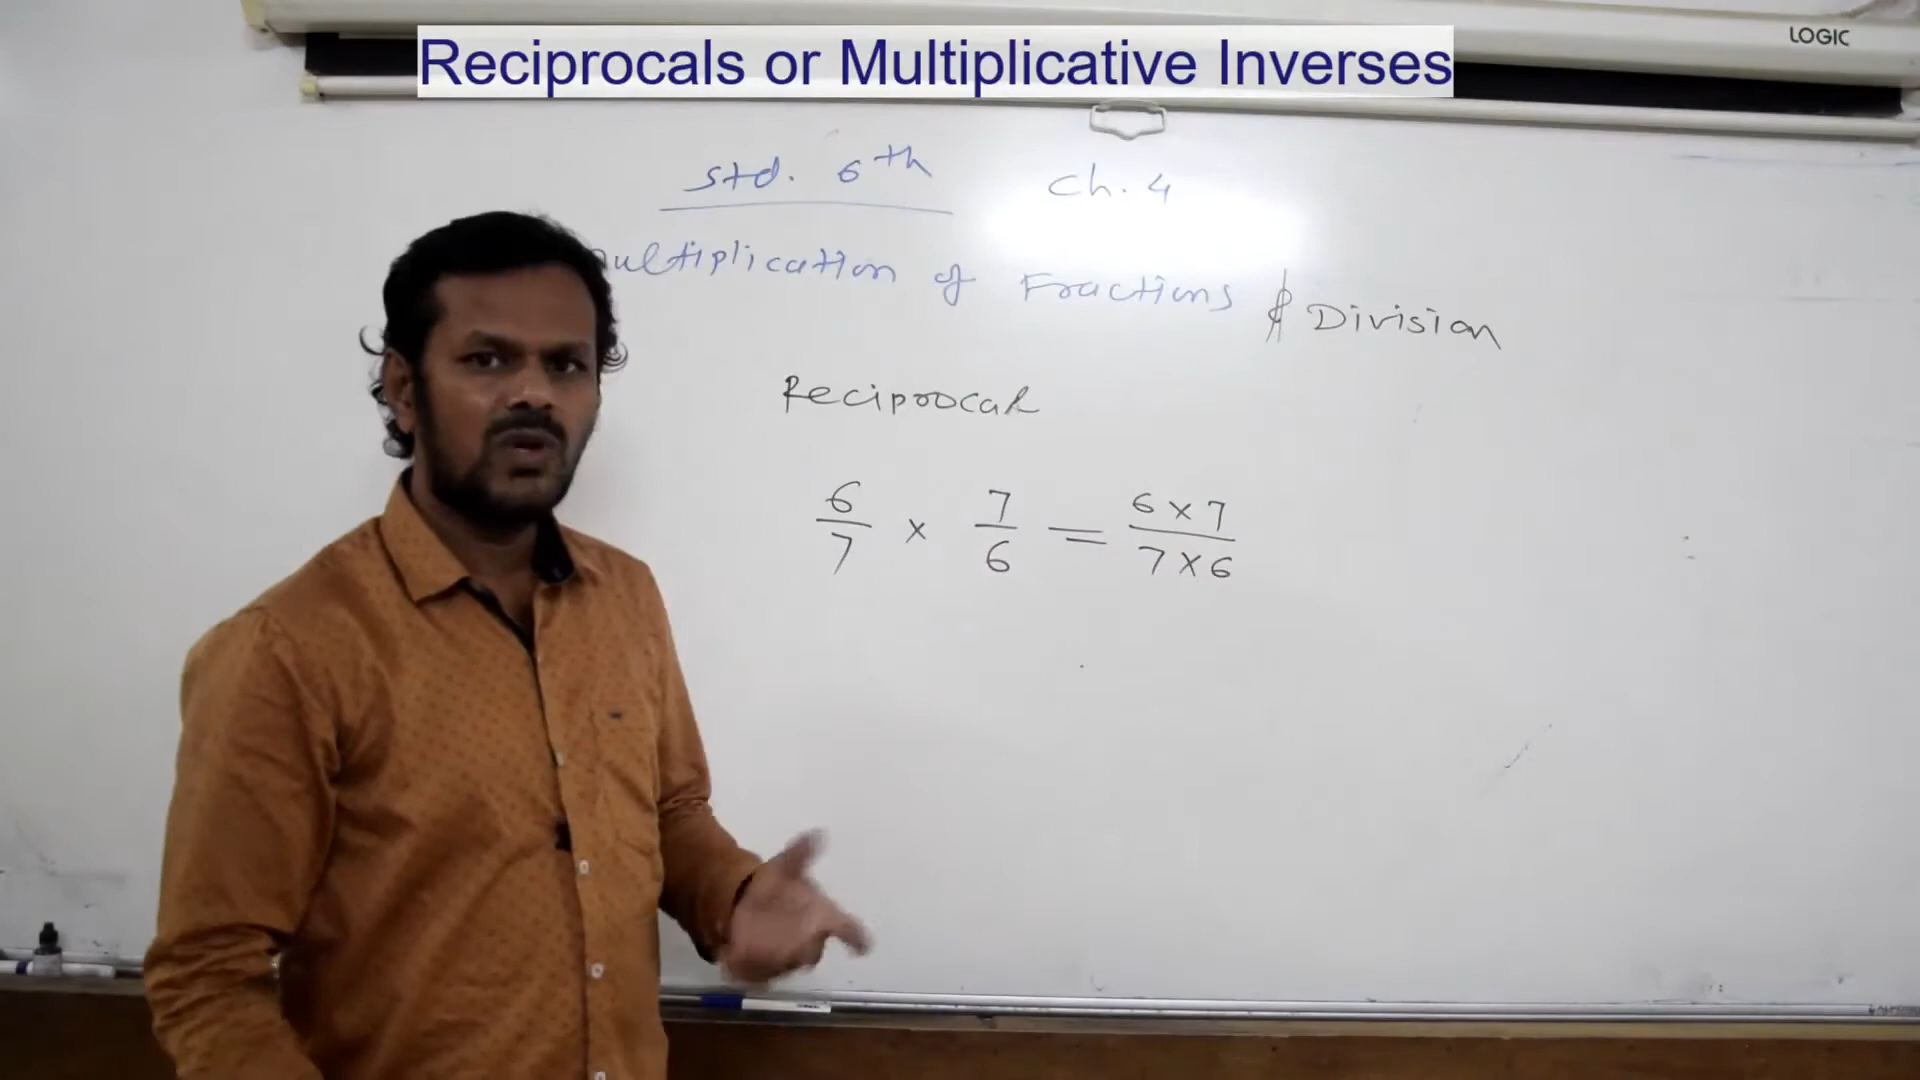 LOGIC
Reciprocals or Multiplicative Inverses
Std. 6th Ch. 4
multiplication of Fractions & Division
Reciprocal
6/7 × 7/6 = 6 × 7 / 7 × 6